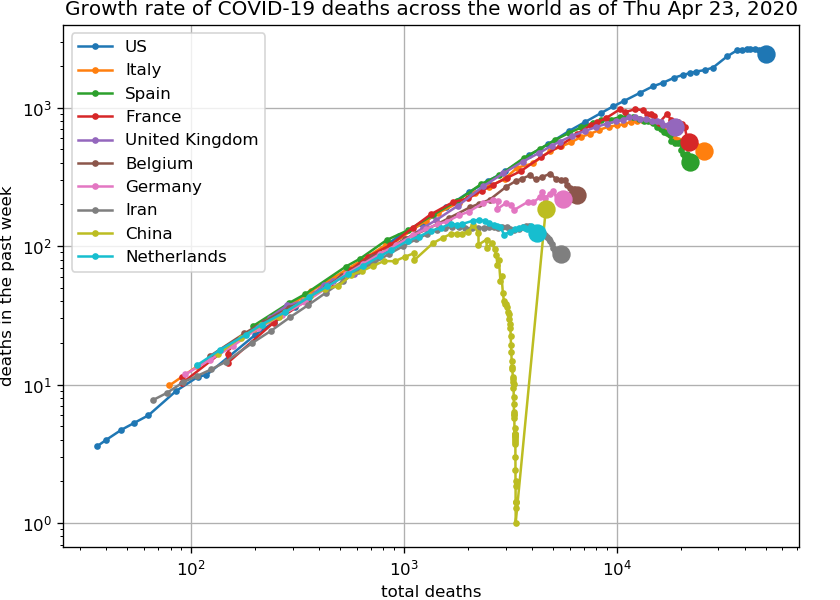 Growth rate of COVID-19 deaths across the world as of Thu Apr 23, 2020
US
Italy
Spain
France
United Kingdom
Belgium
Germany
Iran
China
Netherlands
deaths in the past week
10³
10²
10¹
10⁰
10² 10³ 10⁴
total deaths